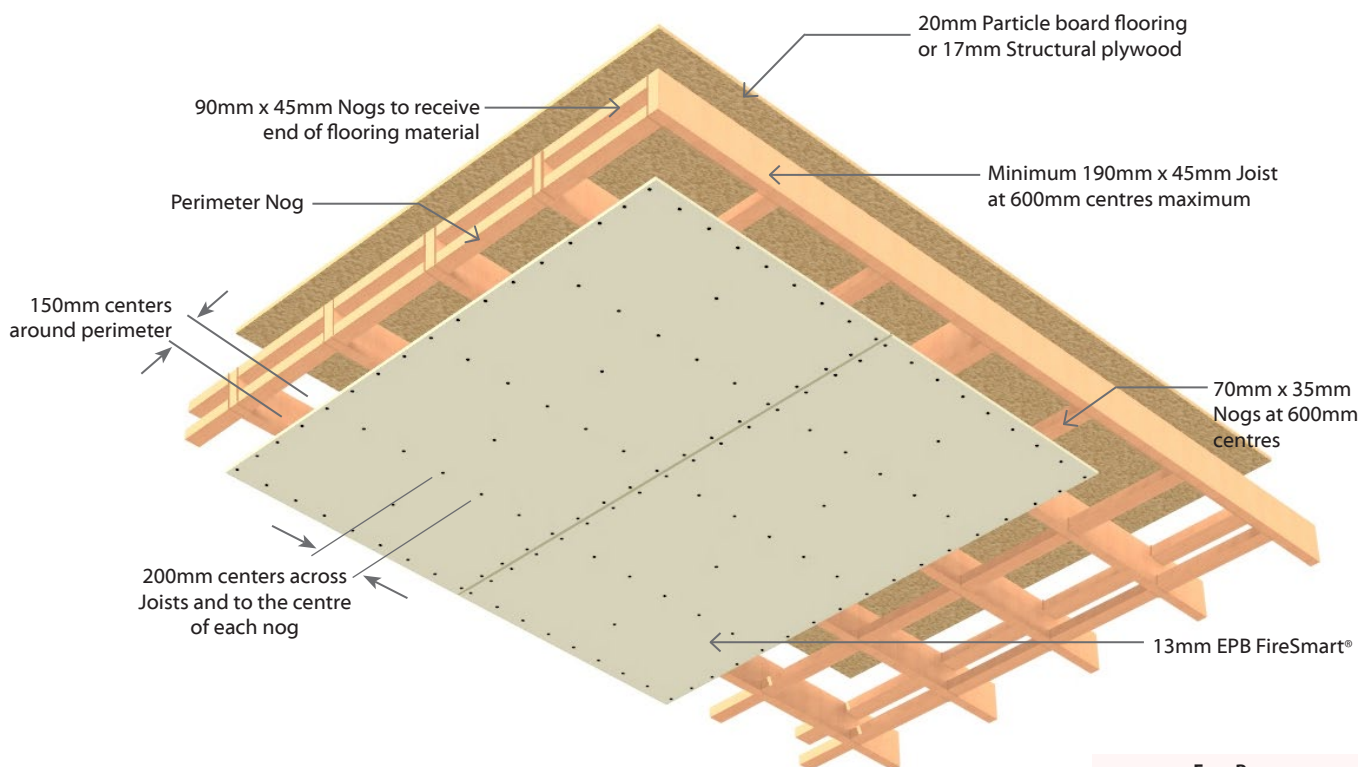 20mm Particle board flooring
or 17mm Structural plywood
90mm x 45mm Nogs to receive
end of flooring material
Minimum 190mm x 45mm Joist
at 600mm centres maximum
Perimeter Nog
150mm centers
around perimeter
70mm x 35mm
Nogs at 600mm
centres
200mm centers across
Joists and to the centre
of each nog
13mm EPB FireSmart®